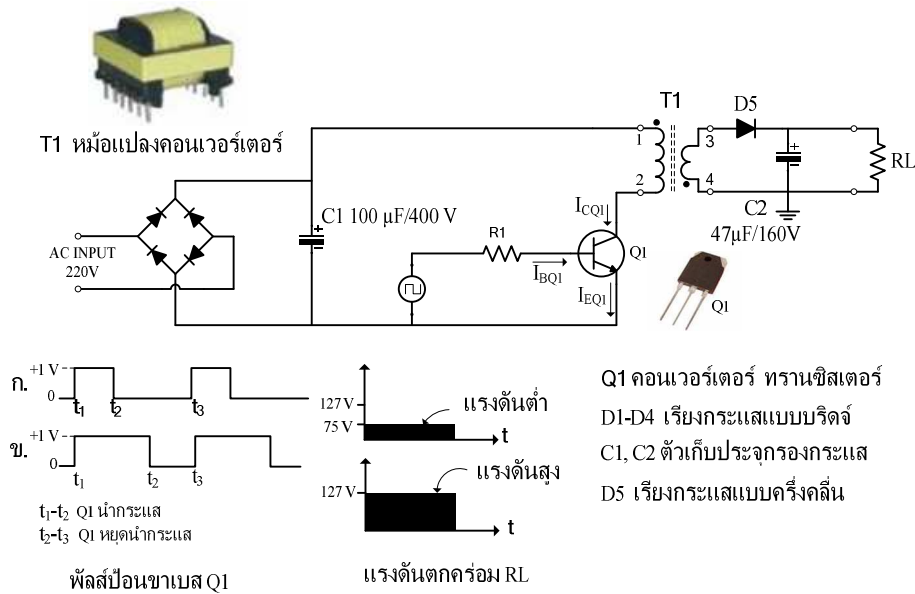 T1 หม้อแปลงคอนเวอร์เตอร์
T1
D5
1
2
3
4
RL
C1 100 µF/400 V
C2
47µF/160V
AC INPUT
220V
R1
I_CQ1
I_BQ1
I_EQ1
Q1
Q1
ก. +1 V
0
t1 t2 t3
ข. +1 V
0
t1 t2 t3
t1-t2 Q1 นำกระแส
t2-t3 Q1 หยุดนำกระแส
พัลส์ป้อนขาเบส Q1
127 V
75 V
แรงดันต่ำ
t
127 V
แรงดันสูง
t
แรงดันตกคร่อม RL
Q1 คอนเวอร์เตอร์ ทรานซิสเตอร์
D1-D4 เรียงกระแสแบบบริดจ์
C1, C2 ตัวเก็บประจุกรองกระแส
D5 เรียงกระแสแบบครึ่งคลื่น